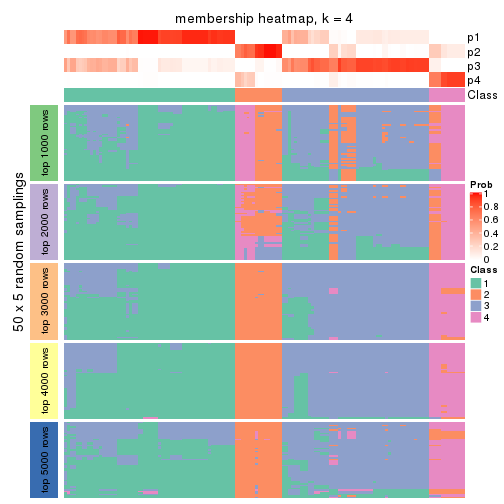 membership heatmap, k = 4
p1
p2
p3
p4
Class
50 x 5 random samplings
top 1000 rows
top 2000 rows
top 3000 rows
top 4000 rows
top 5000 rows
Prob
1
0.8
0.6
0.4
0.2
0
Class
1
2
3
4